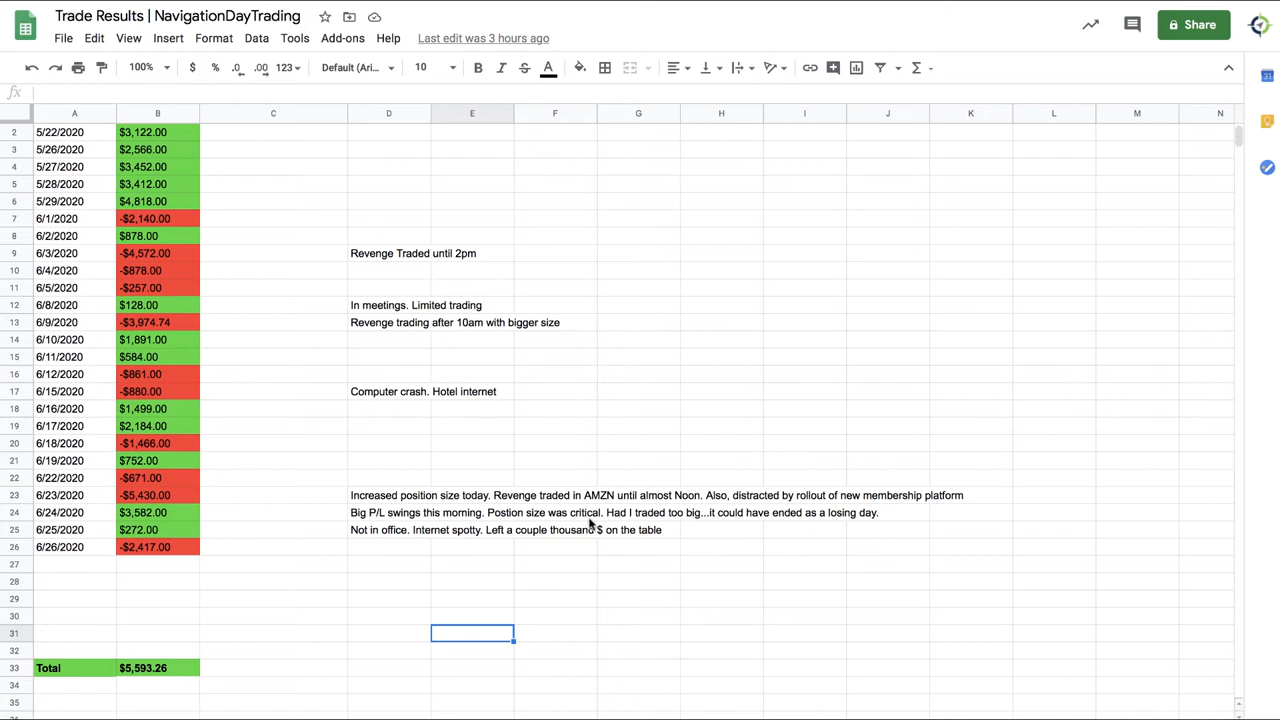 Trade Results | NavigationDayTrading
File Edit View Insert Format Data Tools Add-ons Help Last edit was 3 hours ago
Share
100% $ % .0 .00 123 Default (Ari... 10 B I S A
fx
A B C D E F G H I J K L M N
2 5/22/2020 $3,122.00
3 5/26/2020 $2,566.00
4 5/27/2020 $3,452.00
5 5/28/2020 $3,412.00
6 5/29/2020 $4,818.00
7 6/1/2020 -$2,140.00
8 6/2/2020 $878.00
9 6/3/2020 -$4,572.00 Revenge Traded until 2pm
10 6/4/2020 -$878.00
11 6/5/2020 -$257.00
12 6/8/2020 $128.00 In meetings. Limited trading
13 6/9/2020 -$3,974.74 Revenge trading after 10am with bigger size
14 6/10/2020 $1,891.00
15 6/11/2020 $584.00
16 6/12/2020 -$861.00
17 6/15/2020 -$880.00 Computer crash. Hotel internet
18 6/16/2020 $1,499.00
19 6/17/2020 $2,184.00
20 6/18/2020 -$1,466.00
21 6/19/2020 $752.00
22 6/22/2020 -$671.00
23 6/23/2020 -$5,430.00 Increased position size today. Revenge traded in AMZN until almost Noon. Also, distracted by rollout of new membership platform
24 6/24/2020 $3,582.00 Big P/L swings this morning. Postion size was critical. Had I traded too big...it could have ended as a losing day.
25 6/25/2020 $272.00 Not in office. Internet spotty. Left a couple thousand $ on the table
26 6/26/2020 -$2,417.00
27
28
29
30
31
32
33 Total $5,593.26
34
35